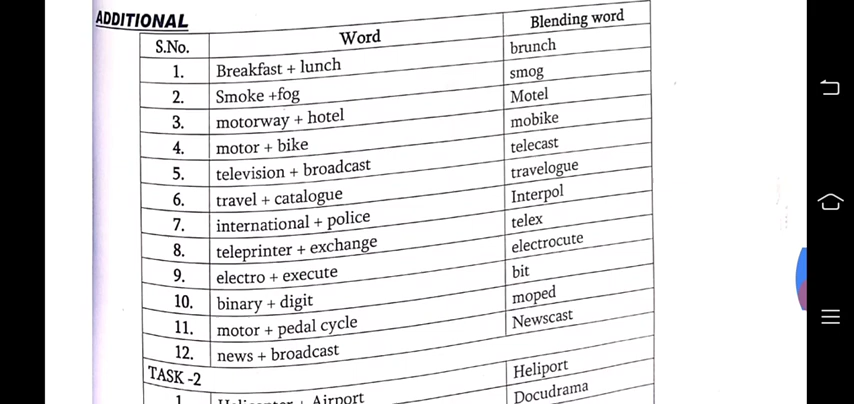 ADDITIONAL
S.No. Word Blending word
1. Breakfast + lunch brunch
2. Smoke +fog smog
3. motorway + hotel Motel
4. motor + bike mobike
5. television + broadcast telecast
6. travel + catalogue travelogue
7. international + police Interpol
8. teleprinter + exchange telex
9. electro + execute electrocute
10. binary + digit bit
11. motor + pedal cycle moped
12. news + broadcast Newscast
TASK -2
1 + Airport Heliport
Docudrama